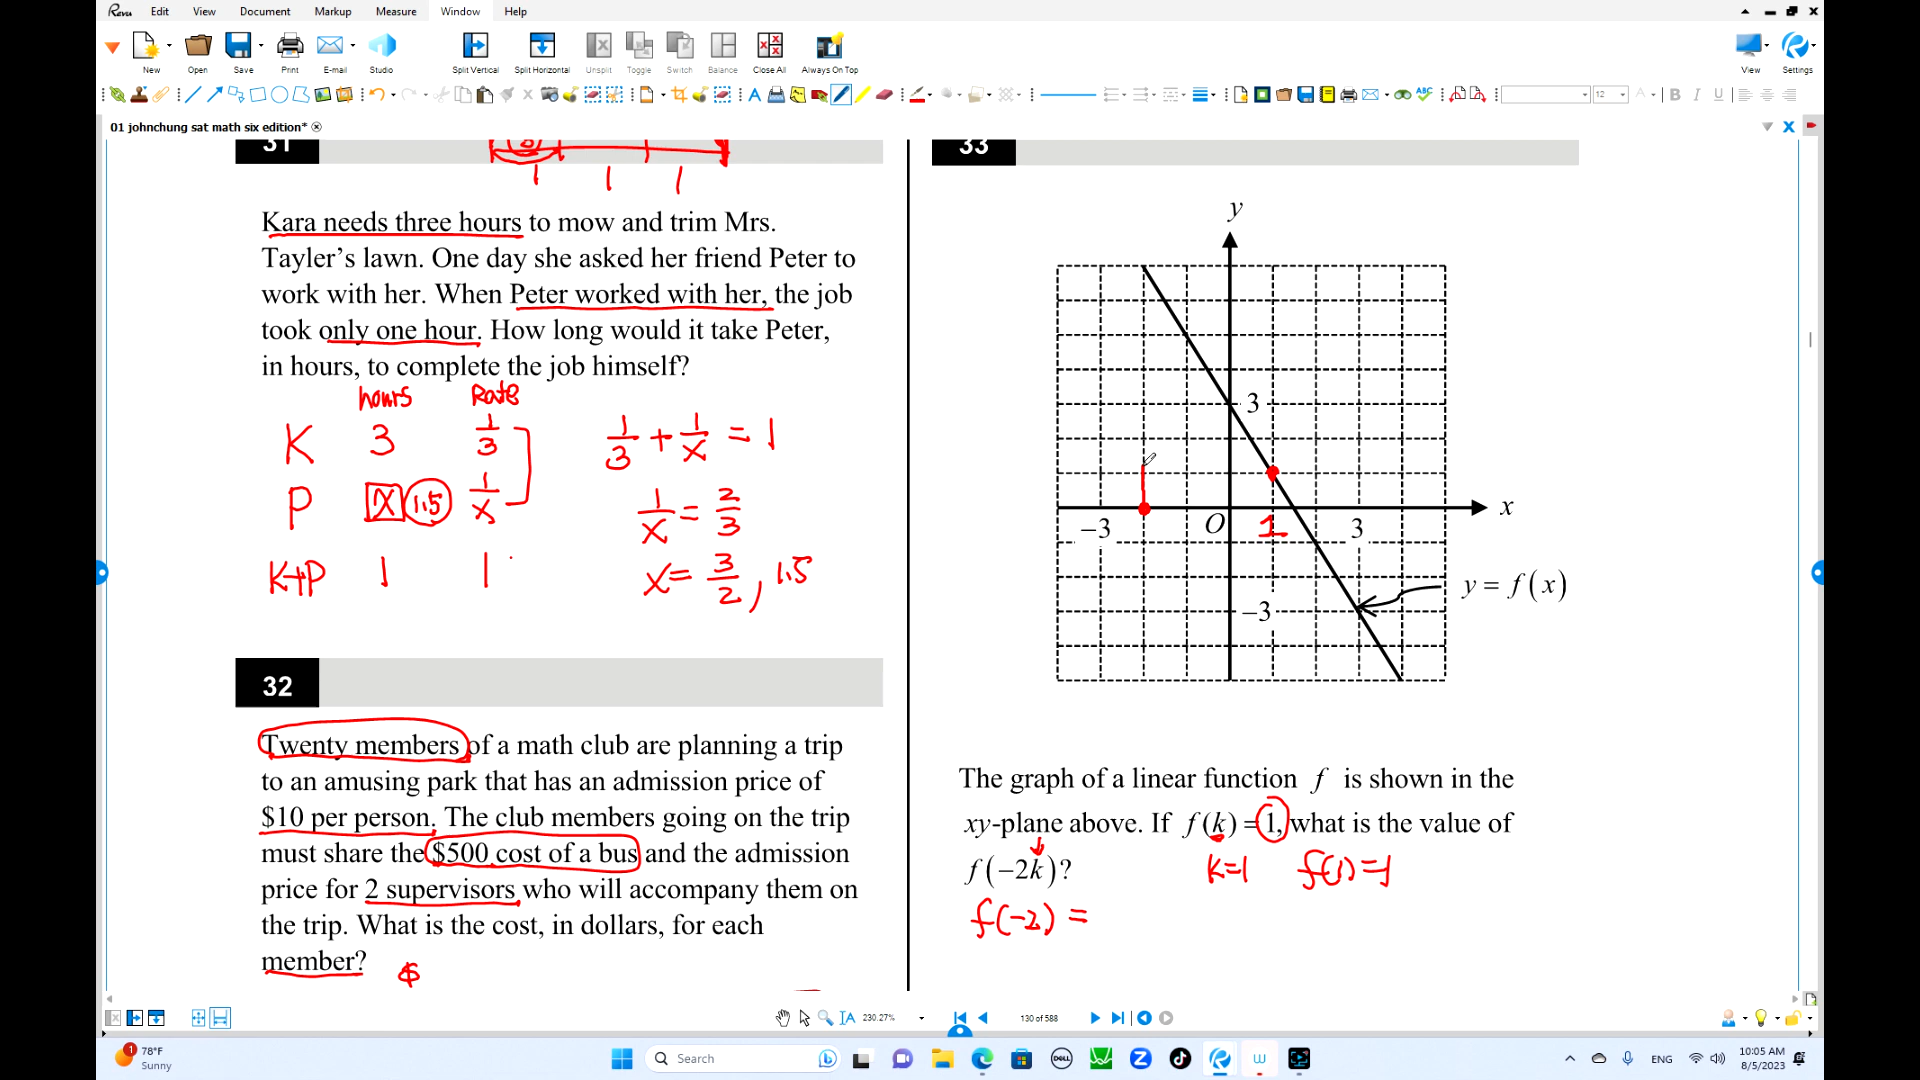 Revu Edit View Document Markup Measure Window Help
New Open Save Print E-mail Studio Split Vertical Split Horizontal Unsplit Toggle Switch Balance Close All Always On Top View Settings
12
01 johnchung sat math six edition*
31
1 1 1
Kara needs three hours to mow and trim Mrs.
Tayler's lawn. One day she asked her friend Peter to
work with her. When Peter worked with her, the job
took only one hour. How long would it take Peter,
in hours, to complete the job himself?
hours Rate
K 3 1/3 1/3 + 1/x = 1
P x 1.5 1/x 1/x = 2/3
K+P 1 1 x = 3/2, 1.5
32
Twenty members of a math club are planning a trip
to an amusing park that has an admission price of
$10 per person. The club members going on the trip
must share the $500 cost of a bus and the admission
price for 2 supervisors who will accompany them on
the trip. What is the cost, in dollars, for each
member? $
33
y
3
x
−3 O 1 3
y = f(x)
−3
The graph of a linear function f is shown in the
xy-plane above. If f(k) = 1, what is the value of
f(−2k)? k=1 f(1)=1
f(-2) =
230.27% 130 of 588
1 78°F
Sunny
Search
DELL
ENG
10:05 AM
8/5/2023